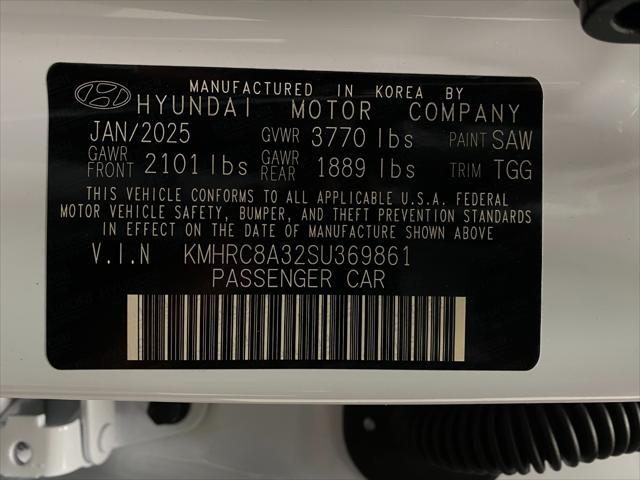 MANUFACTURED IN KOREA BY
HYUNDAI MOTOR COMPANY
JAN/2025 GVWR 3770 lbs PAINT SAW
GAWR FRONT 2101 lbs GAWR REAR 1889 lbs TRIM TGG
THIS VEHICLE CONFORMS TO ALL APPLICABLE U.S.A. FEDERAL
MOTOR VEHICLE SAFETY, BUMPER, AND THEFT PREVENTION STANDARDS
IN EFFECT ON THE DATE OF MANUFACTURE SHOWN ABOVE
V.I.N KMHRC8A32SU369861
PASSENGER CAR